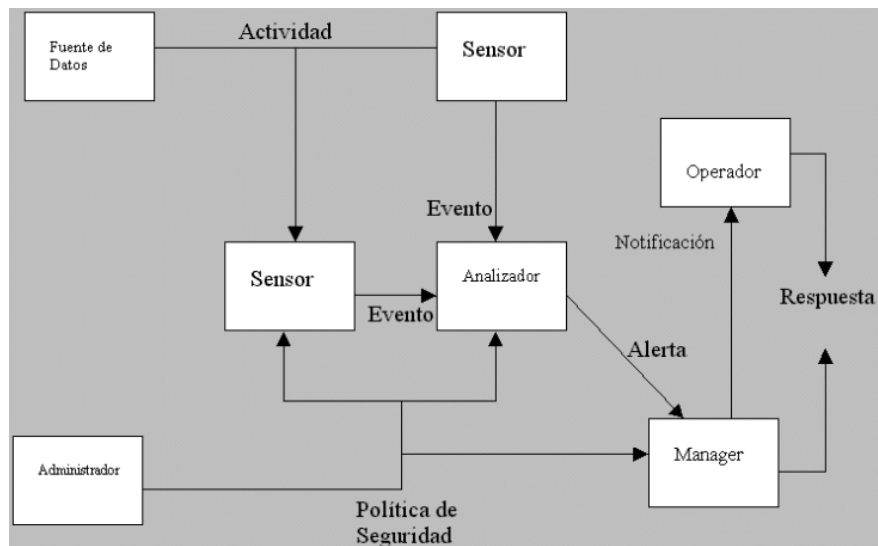 Actividad
Fuente de
Datos
Sensor
Operador
Evento
Notificación
Sensor
Analizador
Evento
Respuesta
Alerta
Administrador
Manager
Política de
Seguridad